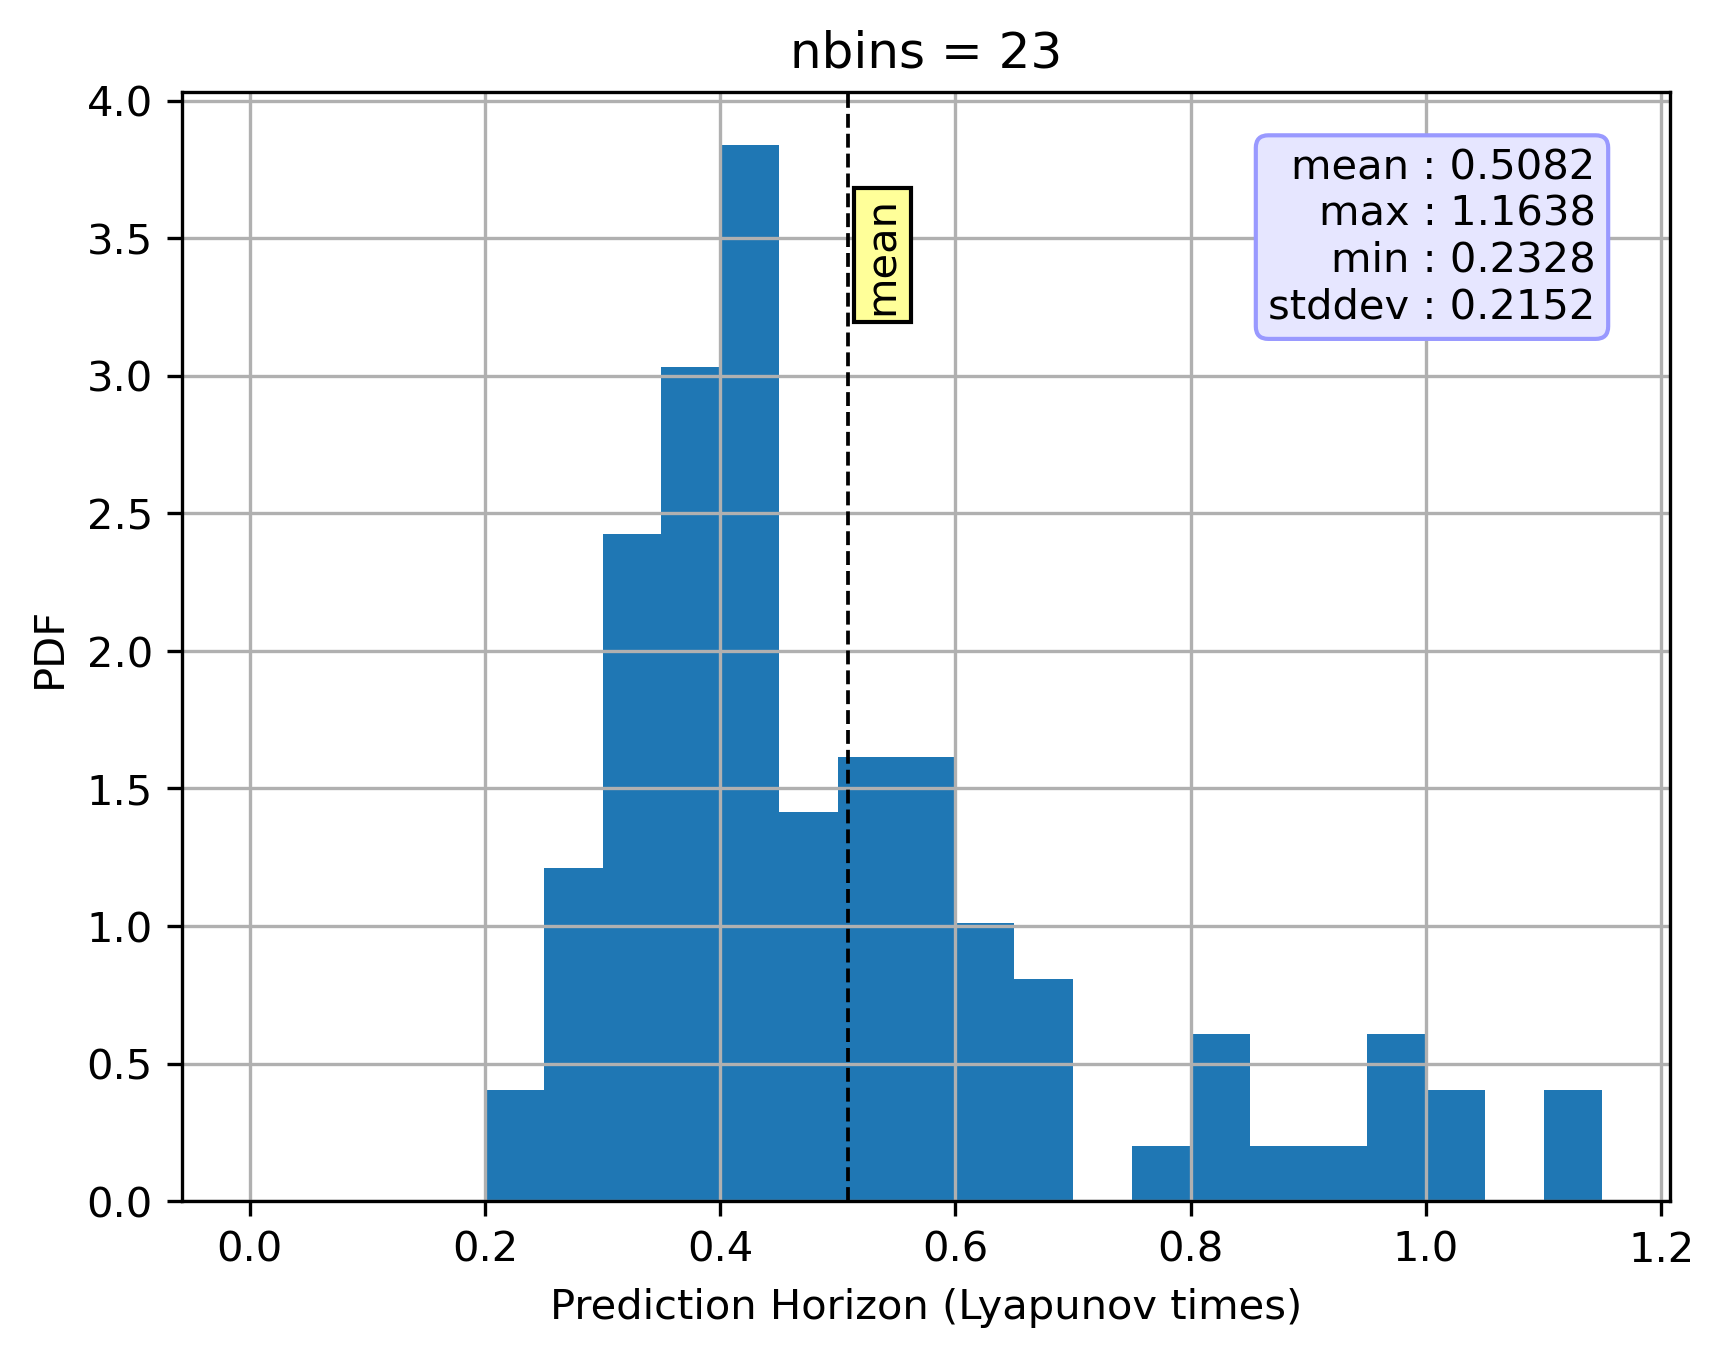 nbins = 23
4.0
3.5
3.0
2.5
2.0
1.5
1.0
0.5
0.0
PDF
mean
mean : 0.5082
max : 1.1638
min : 0.2328
stddev : 0.2152
0.0 0.2 0.4 0.6 0.8 1.0 1.2
Prediction Horizon (Lyapunov times)